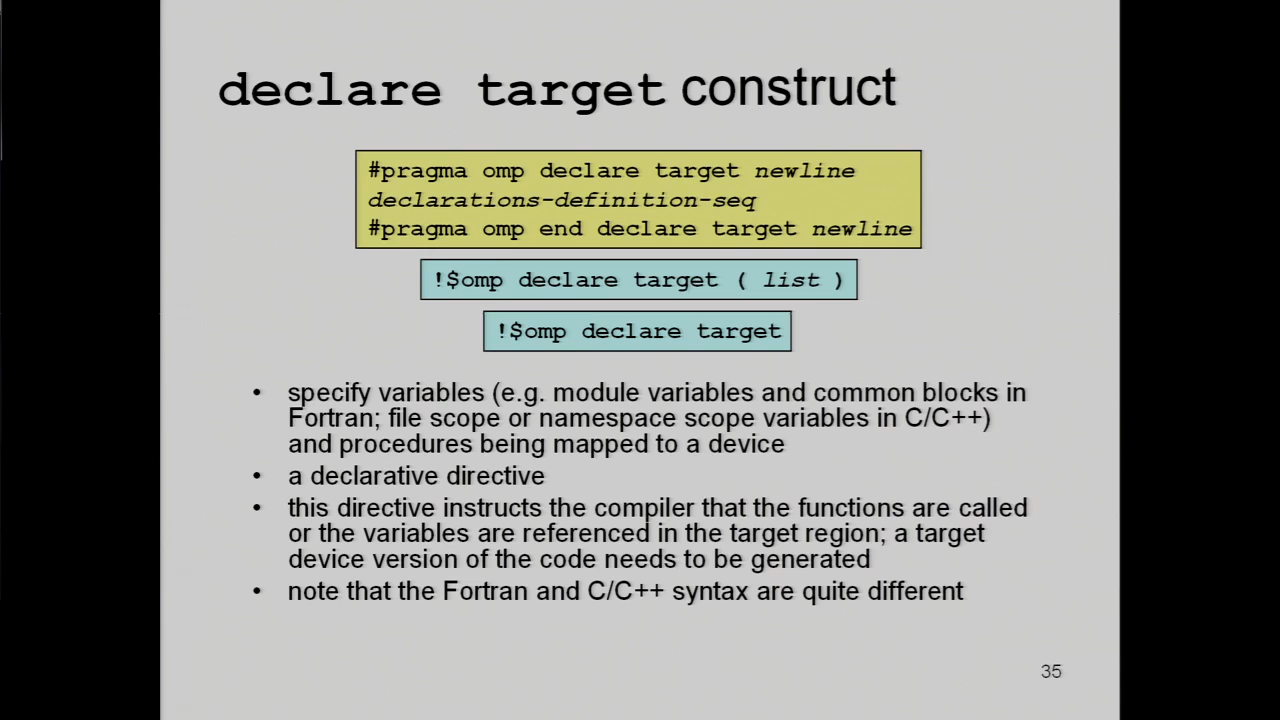 declare target construct
#pragma omp declare target newline
declarations-definition-seq
#pragma omp end declare target newline
!$omp declare target ( list )
!$omp declare target
• specify variables (e.g. module variables and common blocks in
Fortran; file scope or namespace scope variables in C/C++)
and procedures being mapped to a device
• a declarative directive
• this directive instructs the compiler that the functions are called
or the variables are referenced in the target region; a target
device version of the code needs to be generated
• note that the Fortran and C/C++ syntax are quite different
35